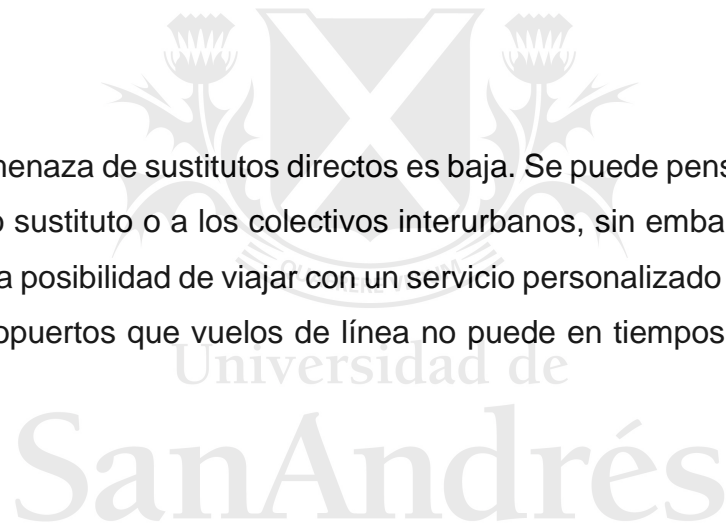 menaza de sustitutos directos es baja. Se puede pens
o sustituto o a los colectivos interurbanos, sin emba
a posibilidad de viajar con un servicio personalizado
opuertos que vuelos de línea no puede en tiempos
Universidad de
SanAndrés